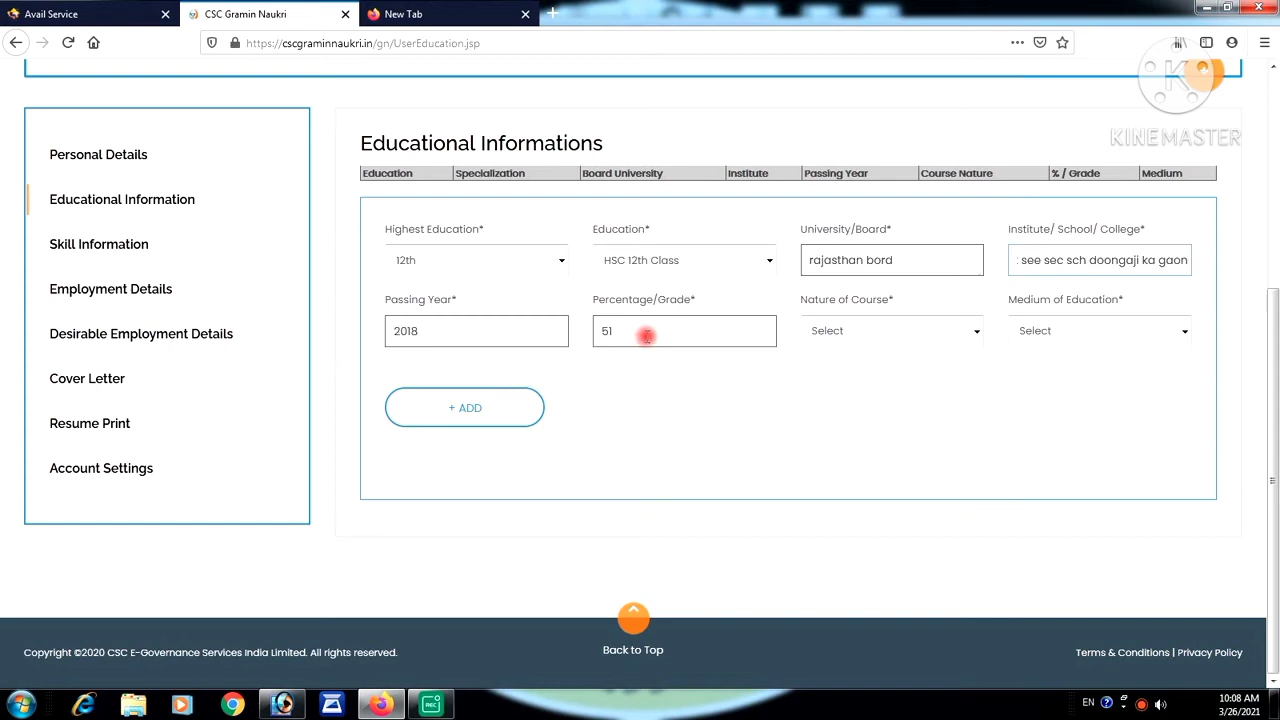 Avail Service
CSC Gramin Naukri
New Tab
https://cscgraminnaukri.in/gn/UserEducation.jsp
K
KINEMASTER
Personal Details
Educational Information
Skill Information
Employment Details
Desirable Employment Details
Cover Letter
Resume Print
Account Settings
Educational Informations
Education Specialization Board University Institute Passing Year Course Nature % / Grade Medium
Highest Education* Education* University/Board* Institute/ School/ College*
12th HSC 12th Class rajasthan bord see sec sch doongaji ka gaon
Passing Year* Percentage/Grade* Nature of Course* Medium of Education*
2018 51 Select Select
+ ADD
Back to Top
Copyright ©2020 CSC E-Governance Services India Limited. All rights reserved.
Terms & Conditions | Privacy Policy
REC
EN
10:08 AM
3/26/2021